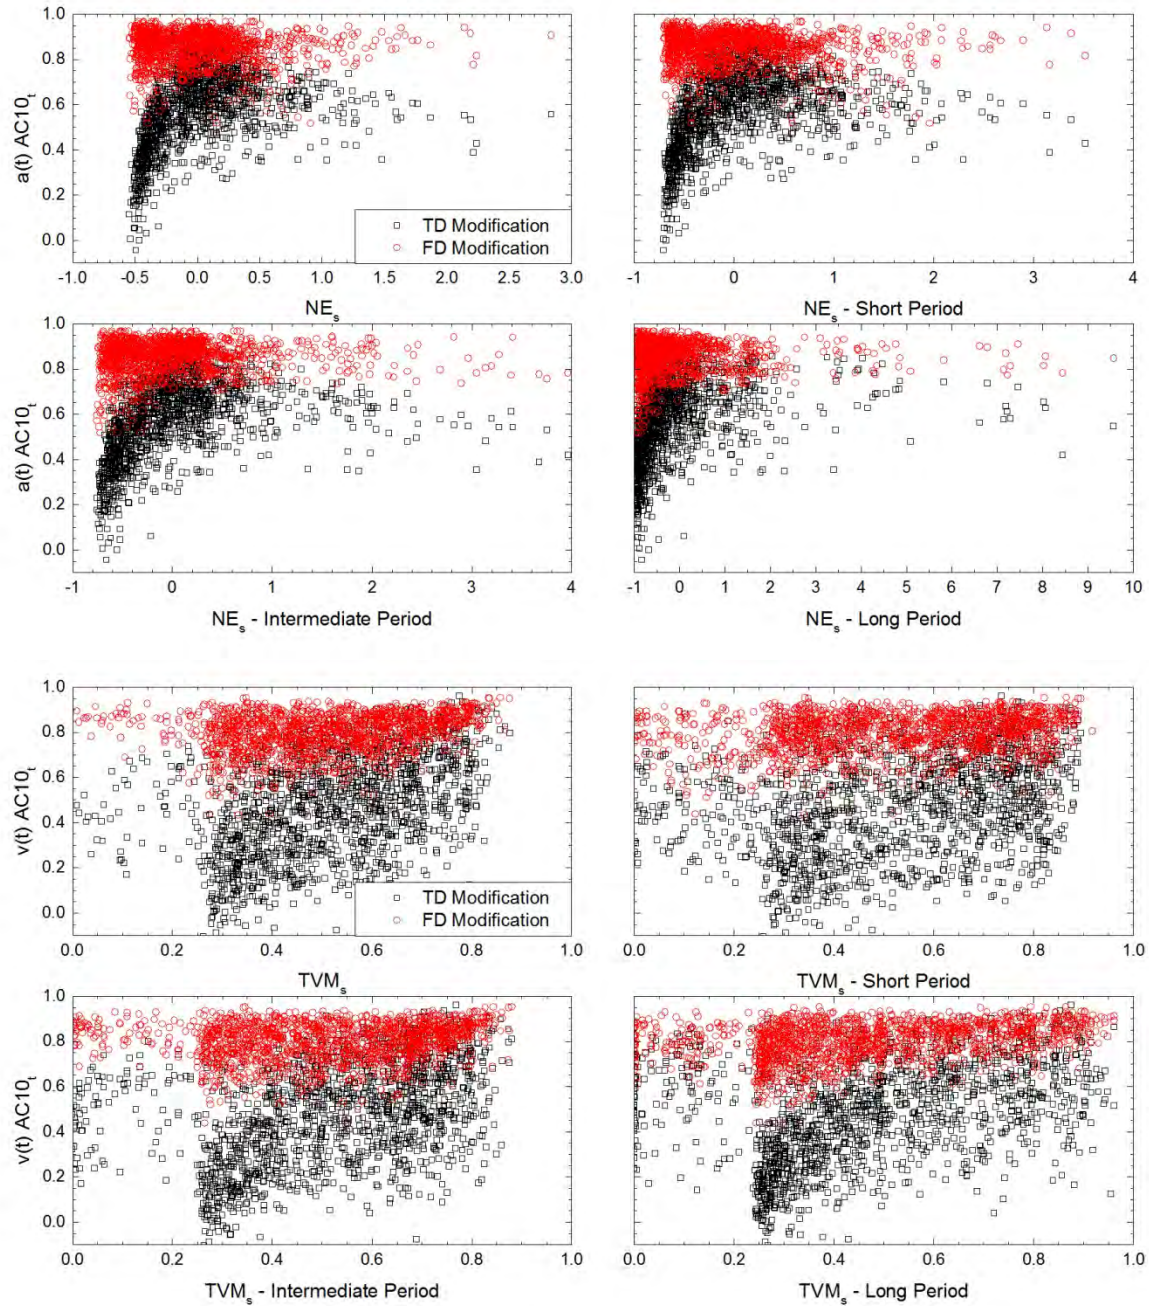 1.0
0.8
0.6
0.4
0.2
0.0
a(t) AC10t
TD Modification
FD Modification
-1.0 -0.5 0.0 0.5 1.0 1.5 2.0 2.5 3.0
NEs
-1 0 1 2 3 4
NEs - Short Period
1.0
0.8
0.6
0.4
0.2
0.0
a(t) AC10t
-1 0 1 2 3 4
NEs - Intermediate Period
-1 0 1 2 3 4 5 6 7 8 9 10
NEs - Long Period
1.0
0.8
0.6
0.4
0.2
0.0
v(t) AC10t
TD Modification
FD Modification
0.0 0.2 0.4 0.6 0.8 1.0
TVMs
0.0 0.2 0.4 0.6 0.8 1.0
TVMs - Short Period
1.0
0.8
0.6
0.4
0.2
0.0
v(t) AC10t
0.0 0.2 0.4 0.6 0.8 1.0
TVMs - Intermediate Period
0.0 0.2 0.4 0.6 0.8 1.0
TVMs - Long Period